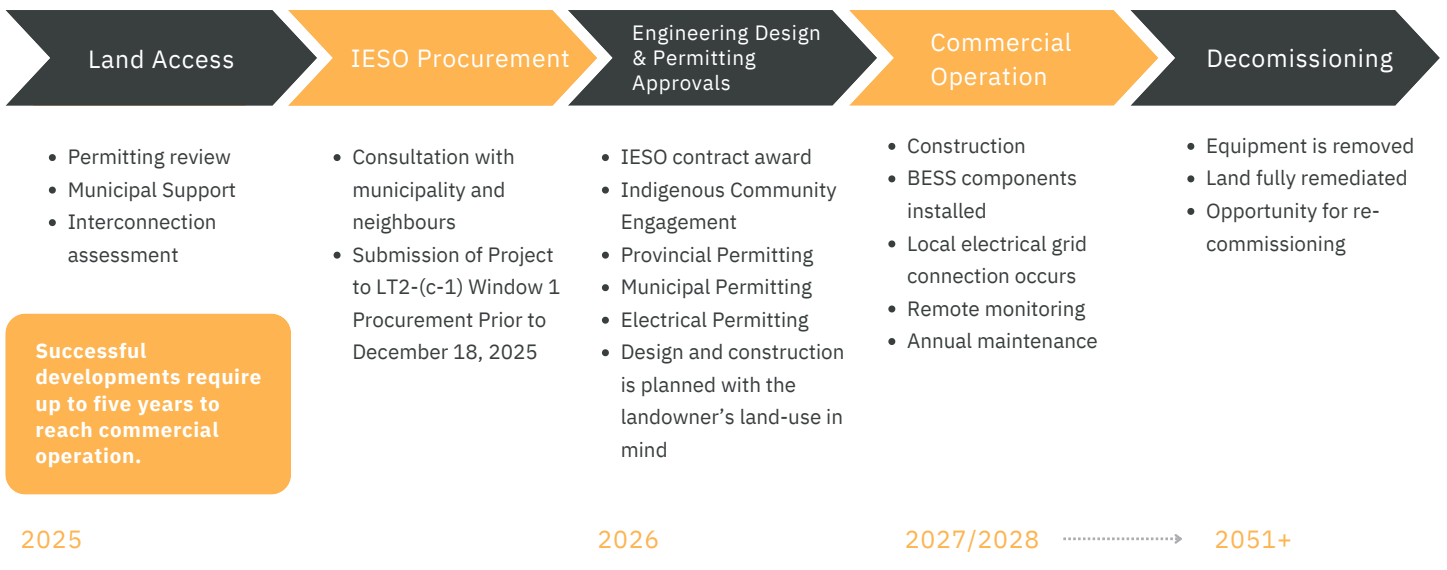 Land Access
IESO Procurement
Engineering Design
& Permitting
Approvals
Commercial
Operation
Decomissioning
• Permitting review
• Municipal Support
• Interconnection
assessment
Successful
developments require
up to five years to
reach commercial
operation.
• Consultation with
municipality and
neighbours
• Submission of Project
to LT2-(c-1) Window 1
Procurement Prior to
December 18, 2025
• IESO contract award
• Indigenous Community
Engagement
• Provincial Permitting
• Municipal Permitting
• Electrical Permitting
• Design and construction
is planned with the
landowner’s land-use in
mind
• Construction
• BESS components
installed
• Local electrical grid
connection occurs
• Remote monitoring
• Annual maintenance
• Equipment is removed
• Land fully remediated
• Opportunity for re-
commissioning
2025
2026
2027/2028
2051+